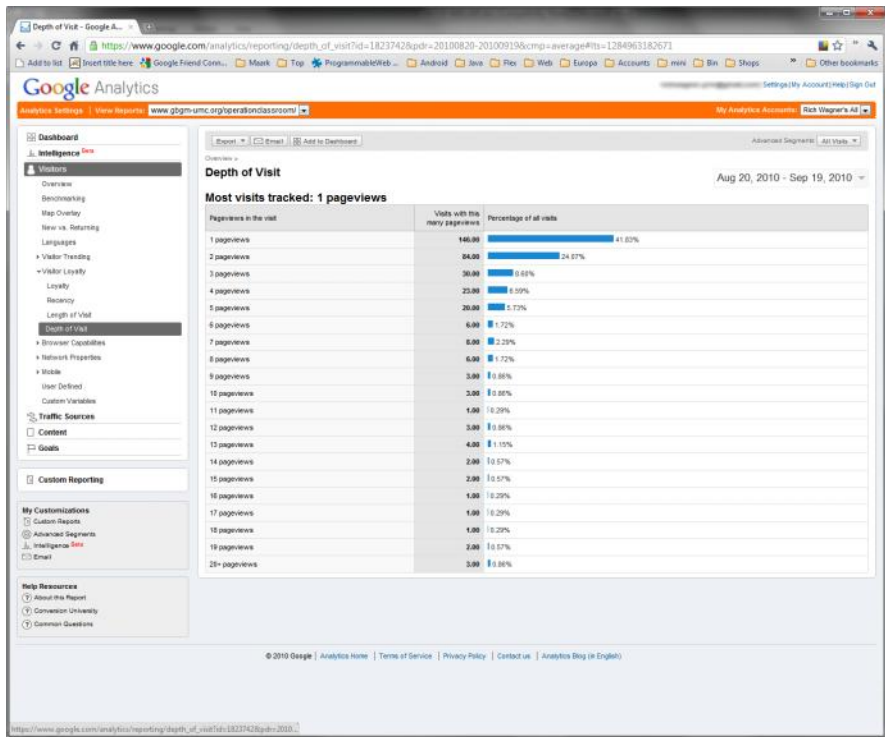 Depth of Visit - Google A...
https://www.google.com/analytics/reporting/depth_of_visit?id=18237428&pdr=20100820-20100919&cmp=average#lts=1284963182671
Add to list Insert title here Google Friend Conn... Maark Top ProgrammableWeb ... Android Java Flex Web Europa Accounts mini Bin Shops » Other bookmarks
Google Analytics
Settings | My Account | Help | Sign Out
Analytics Settings | View Reports: www.gbgm-umc.org/operationclassroom/
My Analytics Accounts: Rich Wagner's All
Dashboard
Intelligence Beta
Visitors
Overview
Benchmarking
Map Overlay
New vs. Returning
Languages
Visitor Trending
Visitor Loyalty
Loyalty
Recency
Length of Visit
Depth of Visit
Browser Capabilities
Network Properties
Mobile
User Defined
Custom Variables
Traffic Sources
Content
Goals
Custom Reporting
My Customizations
Custom Reports
Advanced Segments
Intelligence Beta
Email
Help Resources
About this Report
Conversion University
Common Questions
Export Email Add to Dashboard
Advanced Segments: All Visits
Overview »
Depth of Visit
Aug 20, 2010 - Sep 19, 2010
Most visits tracked: 1 pageviews
Pageviews in the visit Visits with this many pageviews Percentage of all visits
1 pageviews 146.00 41.83%
2 pageviews 84.00 24.07%
3 pageviews 30.00 8.60%
4 pageviews 23.00 6.59%
5 pageviews 20.00 5.73%
6 pageviews 6.00 1.72%
7 pageviews 8.00 2.29%
8 pageviews 6.00 1.72%
9 pageviews 3.00 0.86%
10 pageviews 3.00 0.86%
11 pageviews 1.00 0.29%
12 pageviews 3.00 0.86%
13 pageviews 4.00 1.15%
14 pageviews 2.00 0.57%
15 pageviews 2.00 0.57%
16 pageviews 1.00 0.29%
17 pageviews 1.00 0.29%
18 pageviews 1.00 0.29%
19 pageviews 2.00 0.57%
20+ pageviews 3.00 0.86%
© 2010 Google | Analytics Home | Terms of Service | Privacy Policy | Contact us | Analytics Blog (in English)
https://www.google.com/analytics/reporting/depth_of_visit?id=18237428&pdr=2010...